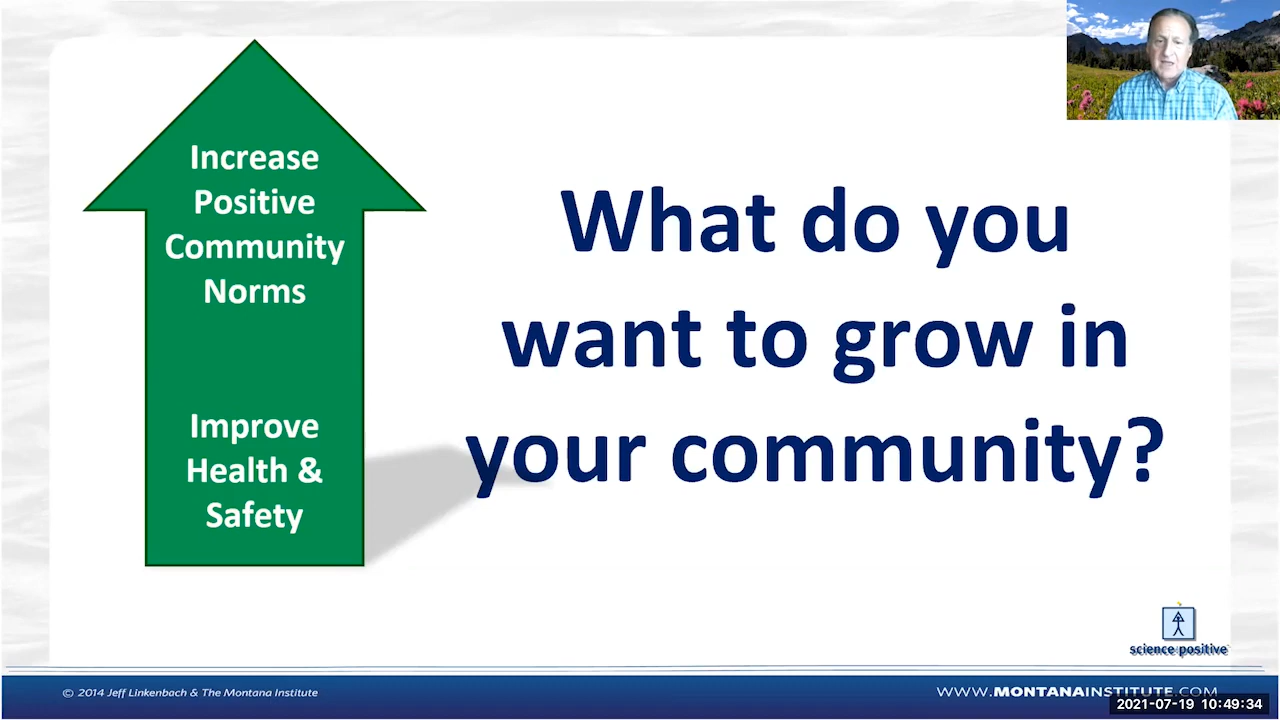 Increase
Positive
Community
Norms
Improve
Health &
Safety
What do you
want to grow in
your community?
science positive
© 2014 Jeff Linkenbach & The Montana Institute
WWW.MONTANAINSTITUTE.COM
2021-07-19 10:49:34